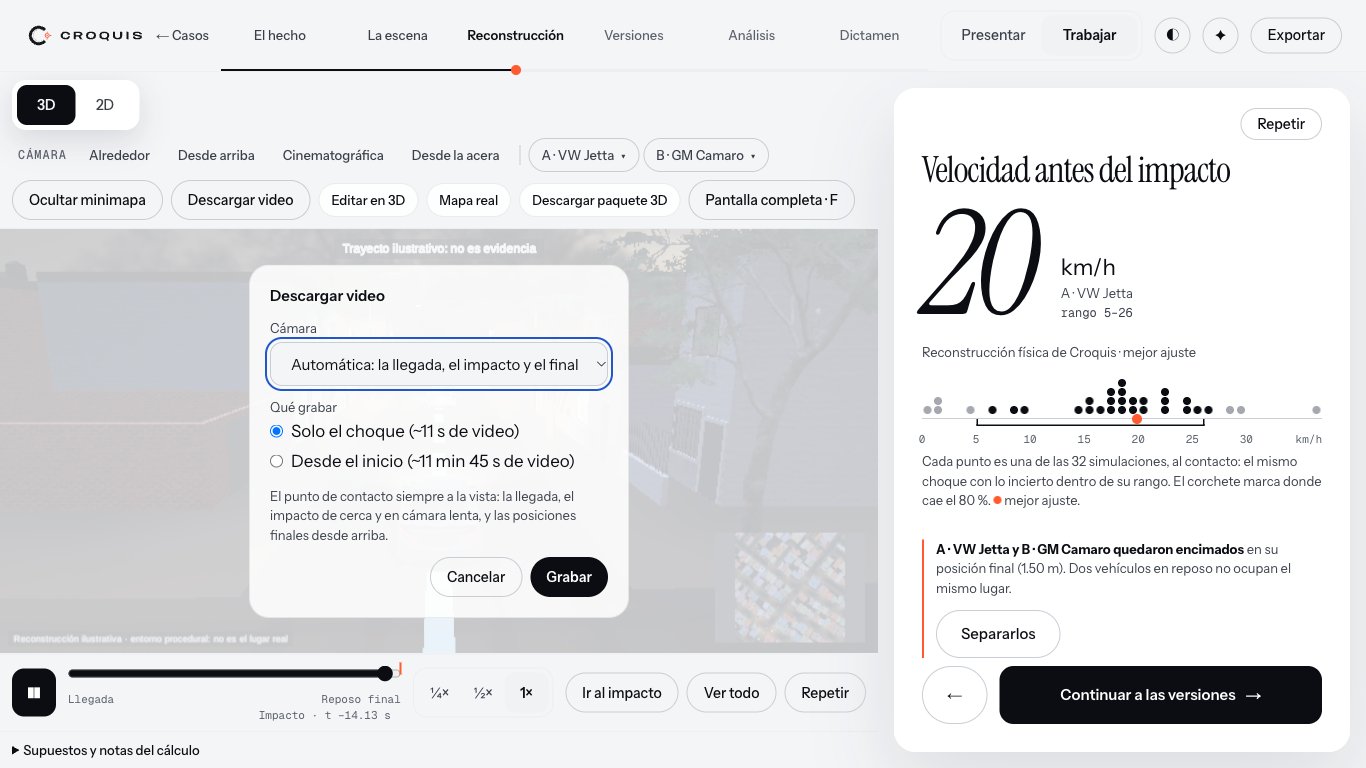 CROQUIS
← Casos
El hecho
La escena
Reconstrucción
Versiones
Análisis
Dictamen
Presentar
Trabajar
Exportar
3D
2D
CÁMARA
Alrededor
Desde arriba
Cinematográfica
Desde la acera
A · VW Jetta
B · GM Camaro
Ocultar minimapa
Descargar video
Editar en 3D
Mapa real
Descargar paquete 3D
Pantalla completa · F
Trayecto ilustrativo: no es evidencia
Descargar video
Cámara
Automática: la llegada, el impacto y el final
Qué grabar
Solo el choque (~11 s de video)
Desde el inicio (~11 min 45 s de video)
El punto de contacto siempre a la vista: la llegada, el
impacto de cerca y en cámara lenta, y las posiciones
finales desde arriba.
Cancelar
Grabar
Reconstrucción ilustrativa · entorno procedural: no es el lugar real
Llegada
Reposo final
Impacto · t −14.13 s
¼×
½×
1×
Ir al impacto
Ver todo
Repetir
▶ Supuestos y notas del cálculo
Repetir
Velocidad antes del impacto
20
km/h
A · VW Jetta
rango 5–26
Reconstrucción física de Croquis · mejor ajuste
0 5 10 15 20 25 30 km/h
Cada punto es una de las 32 simulaciones, al contacto: el mismo
choque con lo incierto dentro de su rango. El corchete marca donde
cae el 80 %. ● mejor ajuste.
A · VW Jetta y B · GM Camaro quedaron encimados en su
posición final (1.50 m). Dos vehículos en reposo no ocupan el
mismo lugar.
Separarlos
←
Continuar a las versiones →